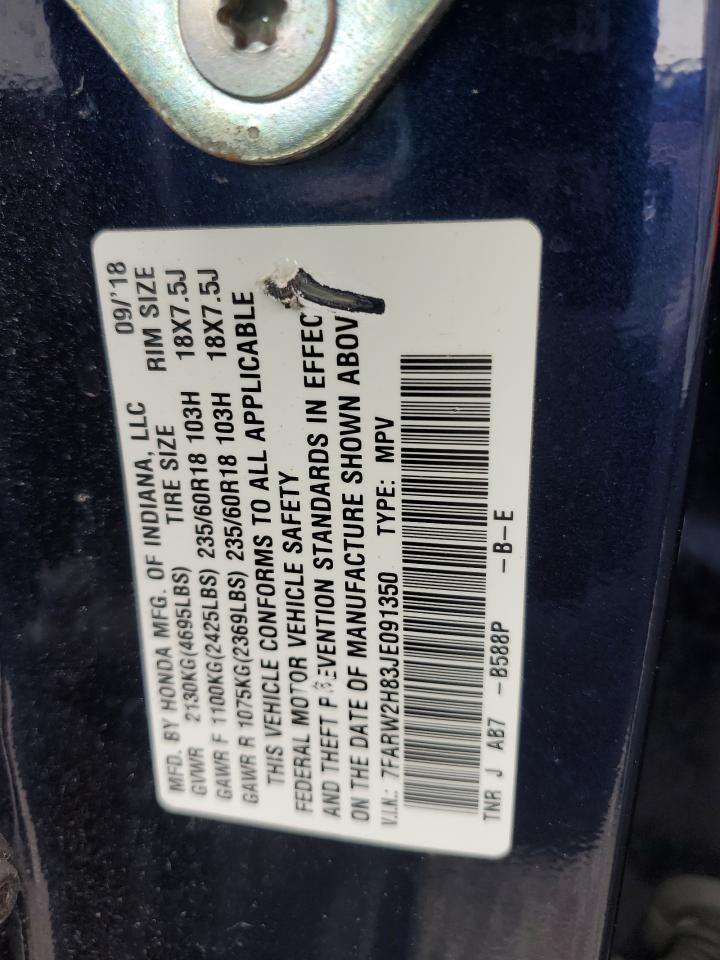 MFD. BY HONDA MFG. OF INDIANA, LLC 09/'18
GVWR 2130KG(4695LBS) TIRE SIZE RIM SIZE
GAWR F 1100KG(2425LBS) 235/60R18 103H 18X7.5J
GAWR R 1075KG(2369LBS) 235/60R18 103H 18X7.5J
THIS VEHICLE CONFORMS TO ALL APPLICABLE
FEDERAL MOTOR VEHICLE SAFETY
AND THEFT PREVENTION STANDARDS IN EFFEC
ON THE DATE OF MANUFACTURE SHOWN ABOV
V.I.N.: 7FARW2H83JE091350 TYPE: MPV
TNR J AB7 -B588P -B-E